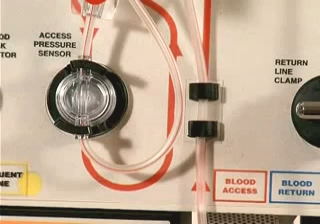 ACCESS
PRESSURE
SENSOR
RETURN
LINE
CLAMP
BLOOD
ACCESS
BLOOD
RETURN